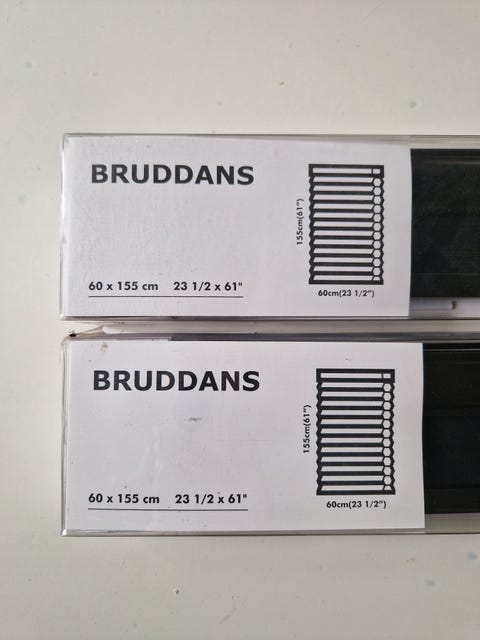 BRUDDANS
155cm(61")
60 x 155 cm 23 1/2 x 61"
60cm(23 1/2")
BRUDDANS
155cm(61")
60 x 155 cm 23 1/2 x 61"
60cm(23 1/2")